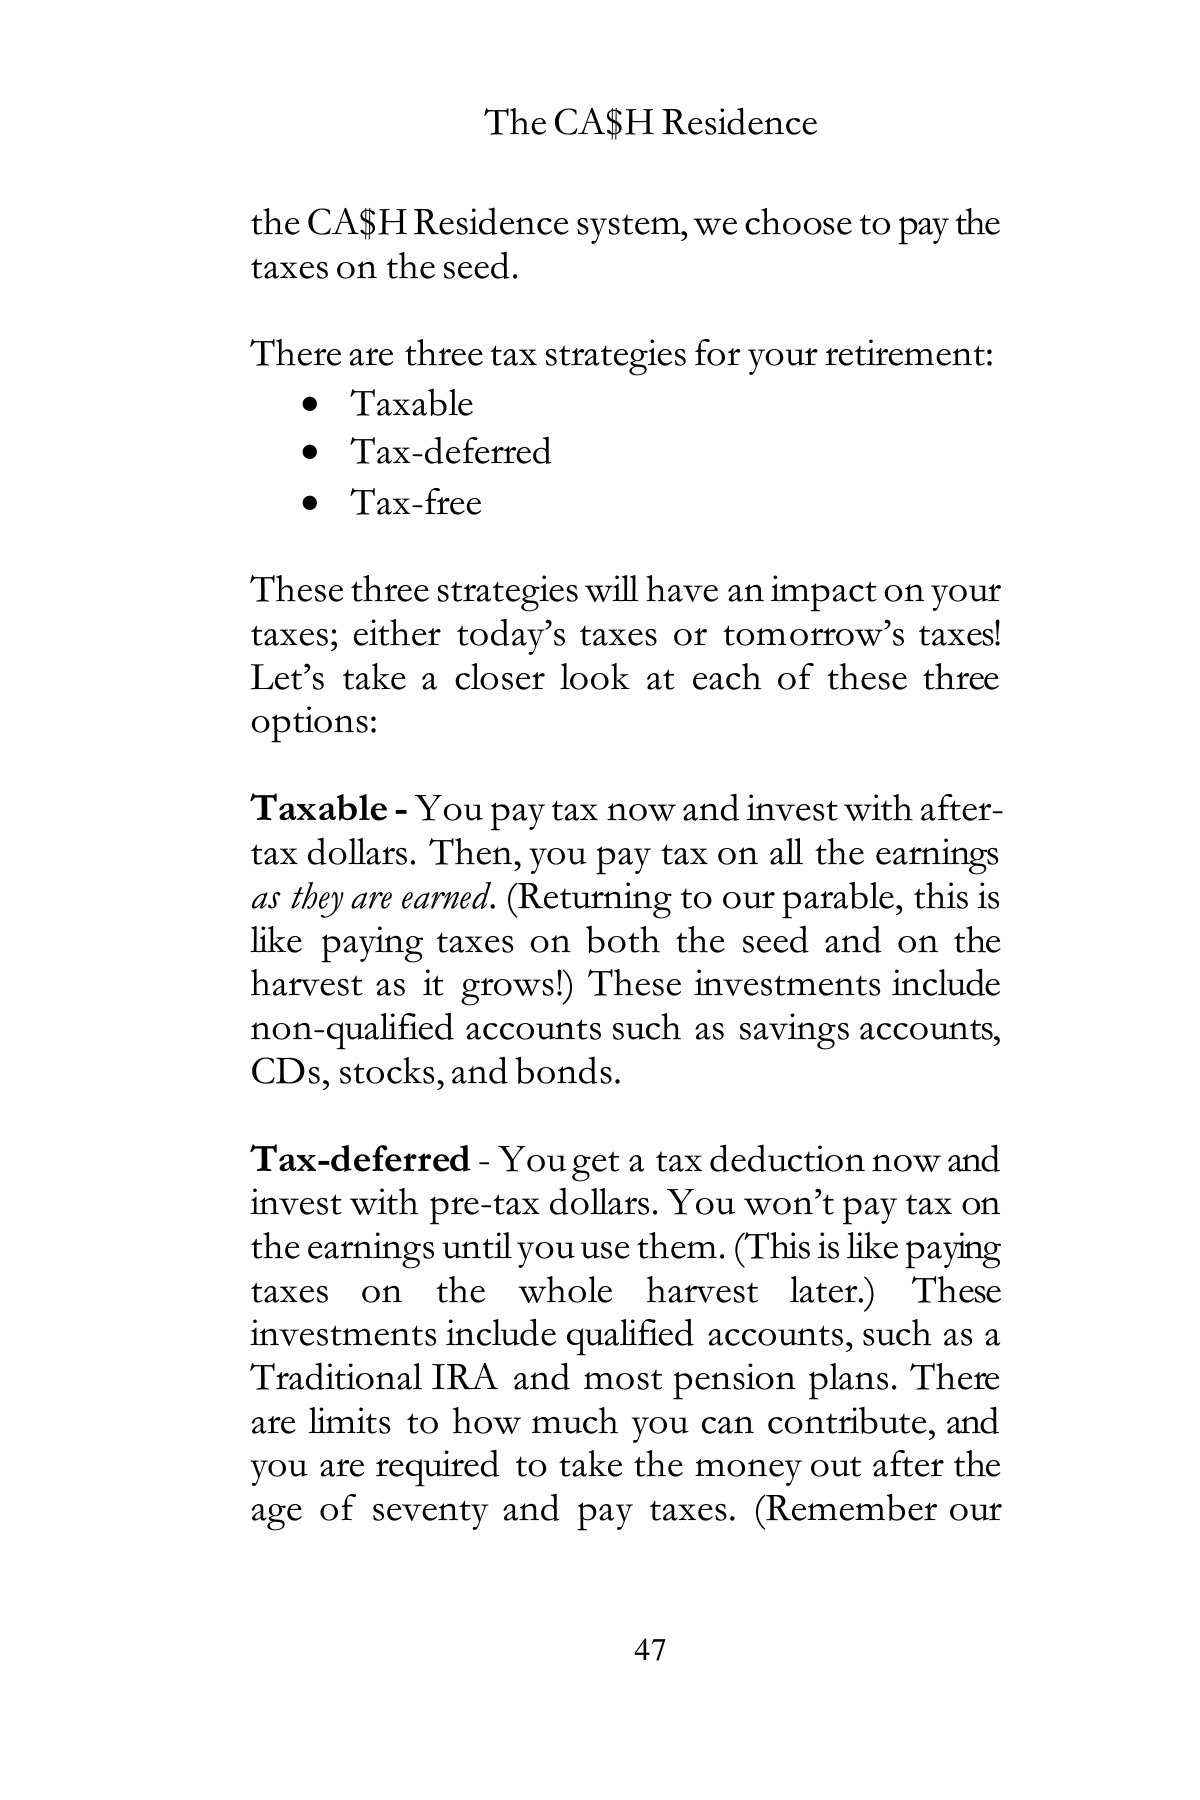 The CA$H Residence
the CA$H Residence system, we choose to pay the
taxes on the seed.
There are three tax strategies for your retirement:
• Taxable
• Tax-deferred
• Tax-free
These three strategies will have an impact on your
taxes; either today’s taxes or tomorrow’s taxes!
Let’s take a closer look at each of these three
options:
Taxable - You pay tax now and invest with after-
tax dollars. Then, you pay tax on all the earnings
as they are earned. (Returning to our parable, this is
like paying taxes on both the seed and on the
harvest as it grows!) These investments include
non-qualified accounts such as savings accounts,
CDs, stocks, and bonds.
Tax-deferred - You get a tax deduction now and
invest with pre-tax dollars. You won’t pay tax on
the earnings until you use them. (This is like paying
taxes on the whole harvest later.) These
investments include qualified accounts, such as a
Traditional IRA and most pension plans. There
are limits to how much you can contribute, and
you are required to take the money out after the
age of seventy and pay taxes. (Remember our
47